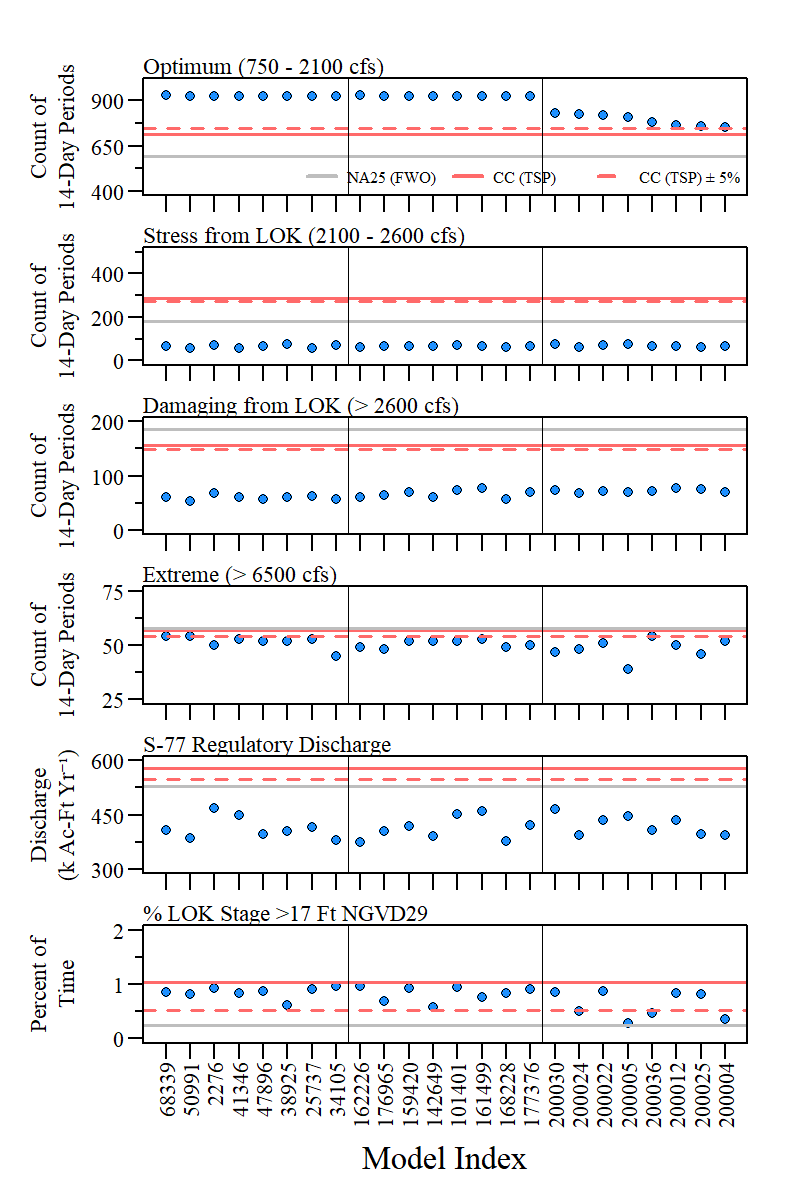 Optimum (750 - 2100 cfs)
Count of
14-Day Periods
900
650
400
NA25 (FWO)
CC (TSP)
CC (TSP) ± 5%
Stress from LOK (2100 - 2600 cfs)
Count of
14-Day Periods
400
200
0
Damaging from LOK (> 2600 cfs)
Count of
14-Day Periods
200
100
0
Extreme (> 6500 cfs)
Count of
14-Day Periods
75
50
25
S-77 Regulatory Discharge
Discharge
(k Ac-Ft Yr⁻¹)
600
450
300
% LOK Stage >17 Ft NGVD29
Percent of
Time
2
1
0
68339
50991
2276
41346
47896
38925
25737
34105
162226
176965
159420
142649
101401
161499
168228
177376
200030
200024
200022
200005
200036
200012
200025
200004
Model Index